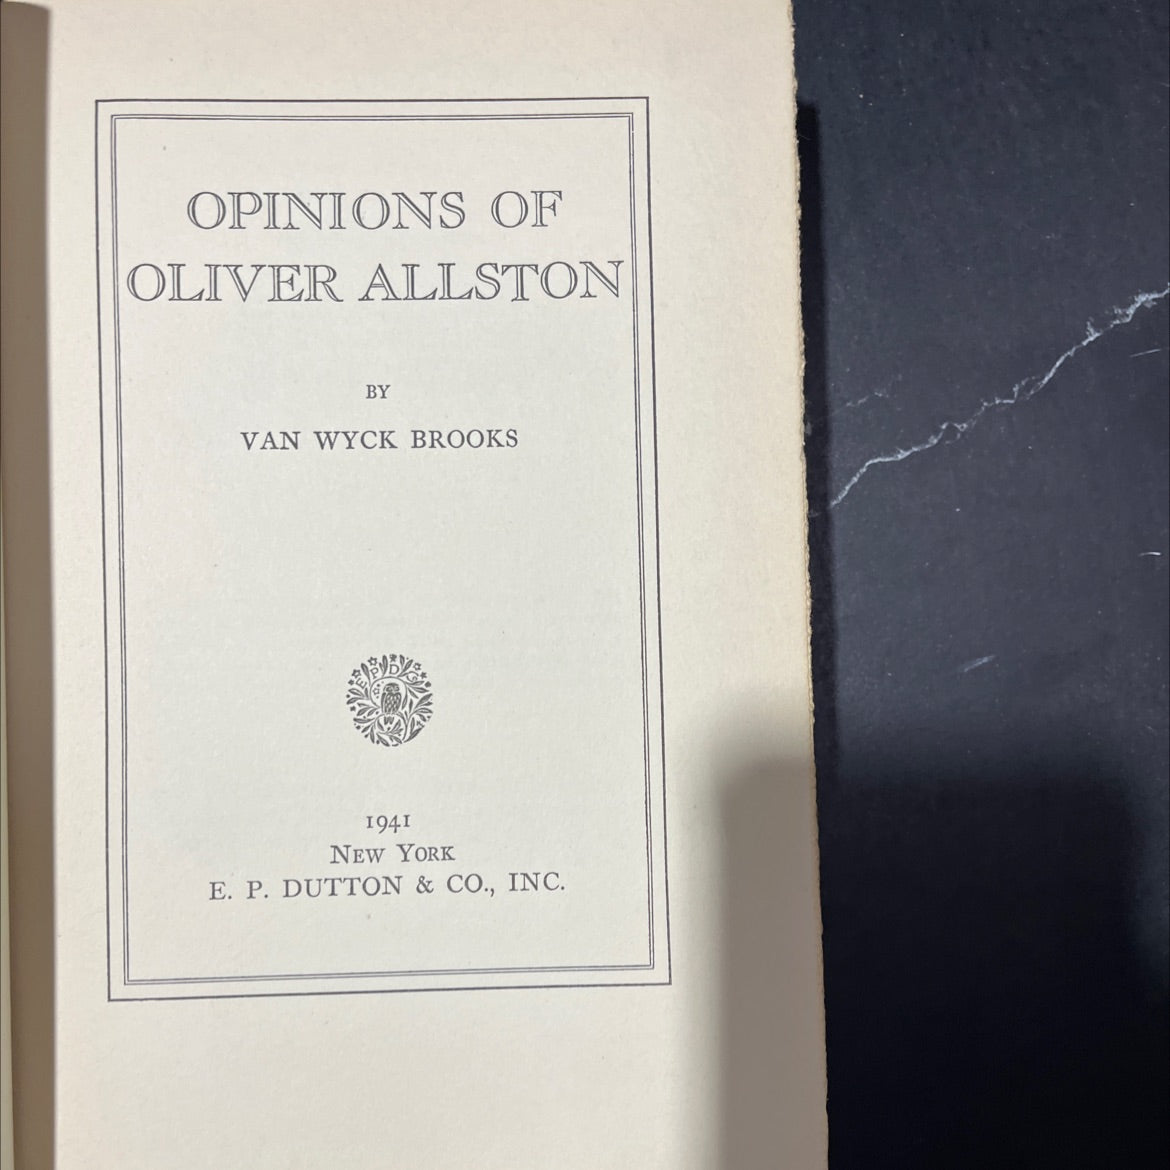 OPINIONS OF
OLIVER ALLSTON
BY
VAN WYCK BROOKS
E P D C
W
1941
NEW YORK
E. P. DUTTON & CO., INC.